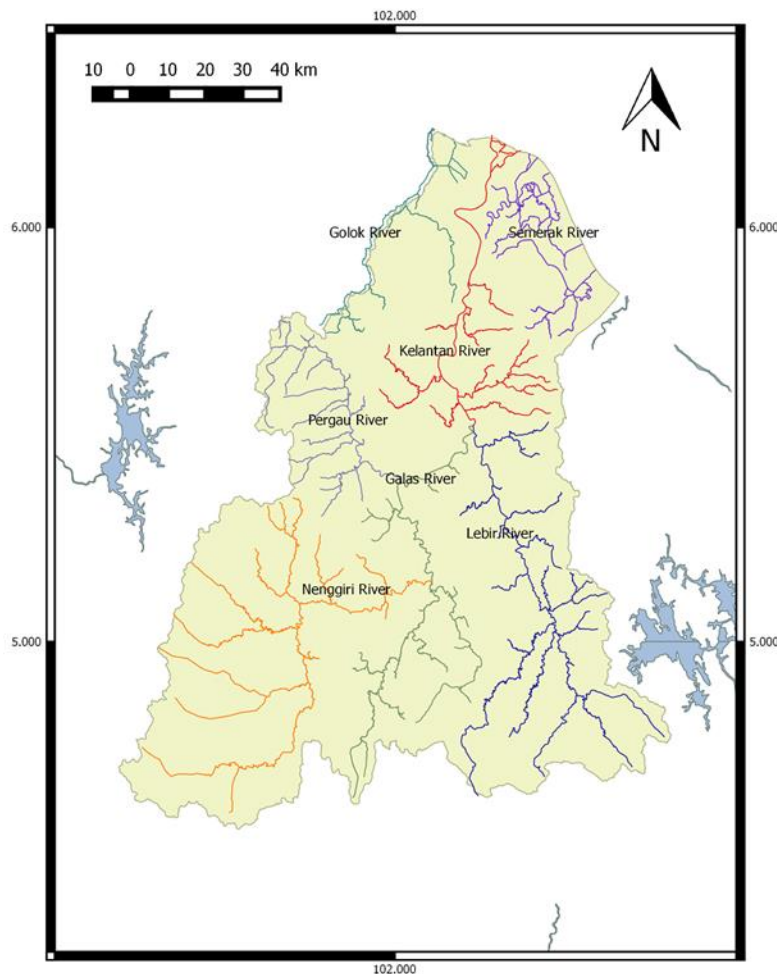 102.000
10 0 10 20 30 40 km
N
6.000
Golok River
Semerak River
6.000
Kelantan River
Pergau River
Galas River
Lebir River
Nenggiri River
5.000
5.000
102.000